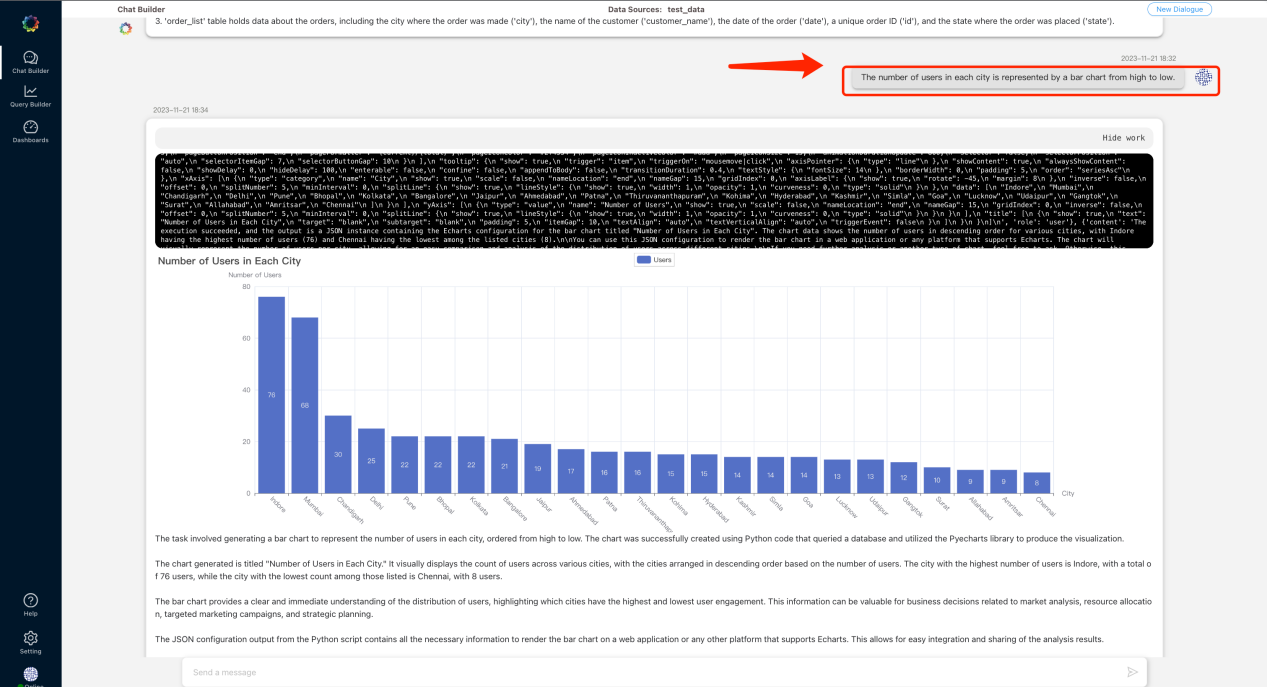 Chat Builder
Data Sources: test_data
New Dialogue
Chat Builder
Query Builder
Dashboards
3. 'order_list' table holds data about the orders, including the city where the order was made ('city'), the name of the customer ('customer_name'), the date of the order ('date'), a unique order ID ('id'), and the state where the order was placed ('state').
2023-11-21 18:32
The number of users in each city is represented by a bar chart from high to low.
2023-11-21 18:34
Hide work
"auto",\n "selectorItemGap": 7,\n "selectorButtonGap": 10\n }\n ],\n "tooltip": {\n "show": true,\n "trigger": "item",\n "triggerOn": "mousemove|click",\n "axisPointer": {\n "type": "line"\n },\n "showContent": true,\n "alwaysShowContent":
false,\n "showDelay": 0,\n "hideDelay": 100,\n "enterable": false,\n "confine": false,\n "appendToBody": false,\n "transitionDuration": 0.4,\n "textStyle": {\n "fontSize": 14\n },\n "borderWidth": 0,\n "padding": 5,\n "order": "seriesAsc"\n
},\n "xAxis": [\n {\n "type": "category",\n "name": "City",\n "show": true,\n "scale": false,\n "nameLocation": "end",\n "nameGap": 15,\n "gridIndex": 0,\n "axisLabel": {\n "show": true,\n "rotate": -45,\n "margin": 8\n },\n "inverse": false,\n
"offset": 0,\n "splitNumber": 5,\n "minInterval": 0,\n "splitLine": {\n "show": true,\n "lineStyle": {\n "show": true,\n "width": 1,\n "opacity": 1,\n "curveness": 0,\n "type": "solid"\n }\n },\n "data": [\n "Indore",\n "Mumbai",\n
"Chandigarh",\n "Delhi",\n "Pune",\n "Bhopal",\n "Kolkata",\n "Bangalore",\n "Jaipur",\n "Ahmedabad",\n "Patna",\n "Thiruvananthapuram",\n "Kohima",\n "Hyderabad",\n "Kashmir",\n "Simla",\n "Goa",\n "Lucknow",\n "Udaipur",\n "Gangtok",\n
"Surat",\n "Allahabad",\n "Amritsar",\n "Chennai"\n ]\n }\n ],\n "yAxis": [\n {\n "type": "value",\n "name": "Number of Users",\n "show": true,\n "scale": false,\n "nameLocation": "end",\n "nameGap": 15,\n "gridIndex": 0,\n "inverse": false,\n
"offset": 0,\n "splitNumber": 5,\n "minInterval": 0,\n "splitLine": {\n "show": true,\n "lineStyle": {\n "show": true,\n "width": 1,\n "opacity": 1,\n "curveness": 0,\n "type": "solid"\n }\n }\n }\n ],\n "title": [\n {\n "show": true,\n "text":
"Number of Users in Each City",\n "target": "blank",\n "subtarget": "blank",\n "padding": 5,\n "itemGap": 10,\n "textAlign": "auto",\n "textVerticalAlign": "auto",\n "triggerEvent": false\n }\n ]\n }\n }\n]\n', 'role': 'user'}, {'content': 'The
execution succeeded, and the output is a JSON instance containing the Echarts configuration for the bar chart titled "Number of Users in Each City". The chart data shows the number of users in descending order for various cities, with Indore
having the highest number of users (76) and Chennai having the lowest among the listed cities (8).\n\nYou can use this JSON configuration to render the bar chart in a web application or any platform that supports Echarts. The chart will
Number of Users in Each City
Users
Number of Users
80
60
40
20
0
76
68
30
25
22
22
22
21
19
17
16
16
15
15
14
14
14
13
13
12
10
9
9
8
City
Indore
Mumbai
Chandigarh
Delhi
Pune
Bhopal
Kolkata
Bangalore
Jaipur
Ahmedabad
Patna
Kohima
Hyderabad
Kashmir
Simla
Goa
Lucknow
Udaipur
Gangtok
Surat
Allahabad
Amritsar
Chennai
The task involved generating a bar chart to represent the number of users in each city, ordered from high to low. The chart was successfully created using Python code that queried a database and utilized the Pyecharts library to produce the visualization.
The chart generated is titled "Number of Users in Each City." It visually displays the count of users across various cities, with the cities arranged in descending order based on the number of users. The city with the highest number of users is Indore, with a total o
f 76 users, while the city with the lowest count among those listed is Chennai, with 8 users.
The bar chart provides a clear and immediate understanding of the distribution of users, highlighting which cities have the highest and lowest user engagement. This information can be valuable for business decisions related to market analysis, resource allocatio
n, targeted marketing campaigns, and strategic planning.
The JSON configuration output from the Python script contains all the necessary information to render the bar chart on a web application or any other platform that supports Echarts. This allows for easy integration and sharing of the analysis results.
Send a message
Help
Setting
Online